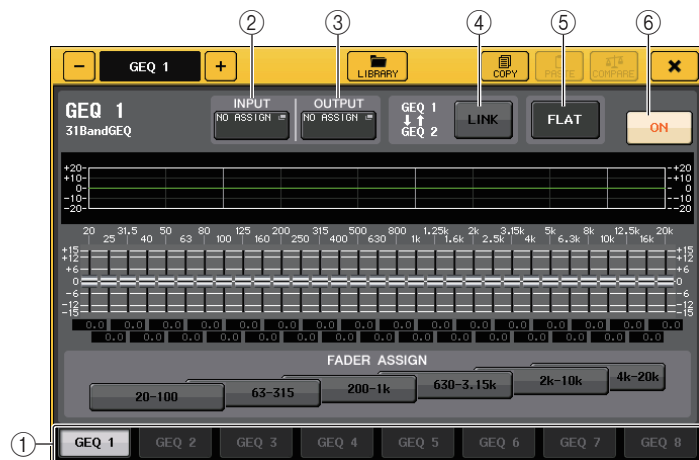 ② ③ ④ ⑤ ⑥
− GEQ 1 + LIBRARY COPY PASTE COMPARE ×
GEQ 1
31BandGEQ
INPUT
NO ASSIGN
OUTPUT
NO ASSIGN
GEQ 1
↓↑
GEQ 2
LINK
FLAT
ON
+20 +20
+10 +10
0 0
-10 -10
-20 -20
20 31.5 50 80 125 200 315 500 800 1.25k 2k 3.15k 5k 8k 12.5k 20k
25 40 63 100 160 250 400 630 1k 1.6k 2.5k 4k 6.3k 10k 16k
+15 +15
+12 +12
+6 +6
0 0
-6 -6
-12 -12
-15 -15
0.0 0.0 0.0 0.0 0.0 0.0 0.0 0.0 0.0 0.0 0.0 0.0 0.0 0.0 0.0 0.0
0.0 0.0 0.0 0.0 0.0 0.0 0.0 0.0 0.0 0.0 0.0 0.0 0.0 0.0 0.0
FADER ASSIGN
20-100 63-315 200-1k 630-3.15k 2k-10k 4k-20k
① GEQ 1 GEQ 2 GEQ 3 GEQ 4 GEQ 5 GEQ 6 GEQ 7 GEQ 8